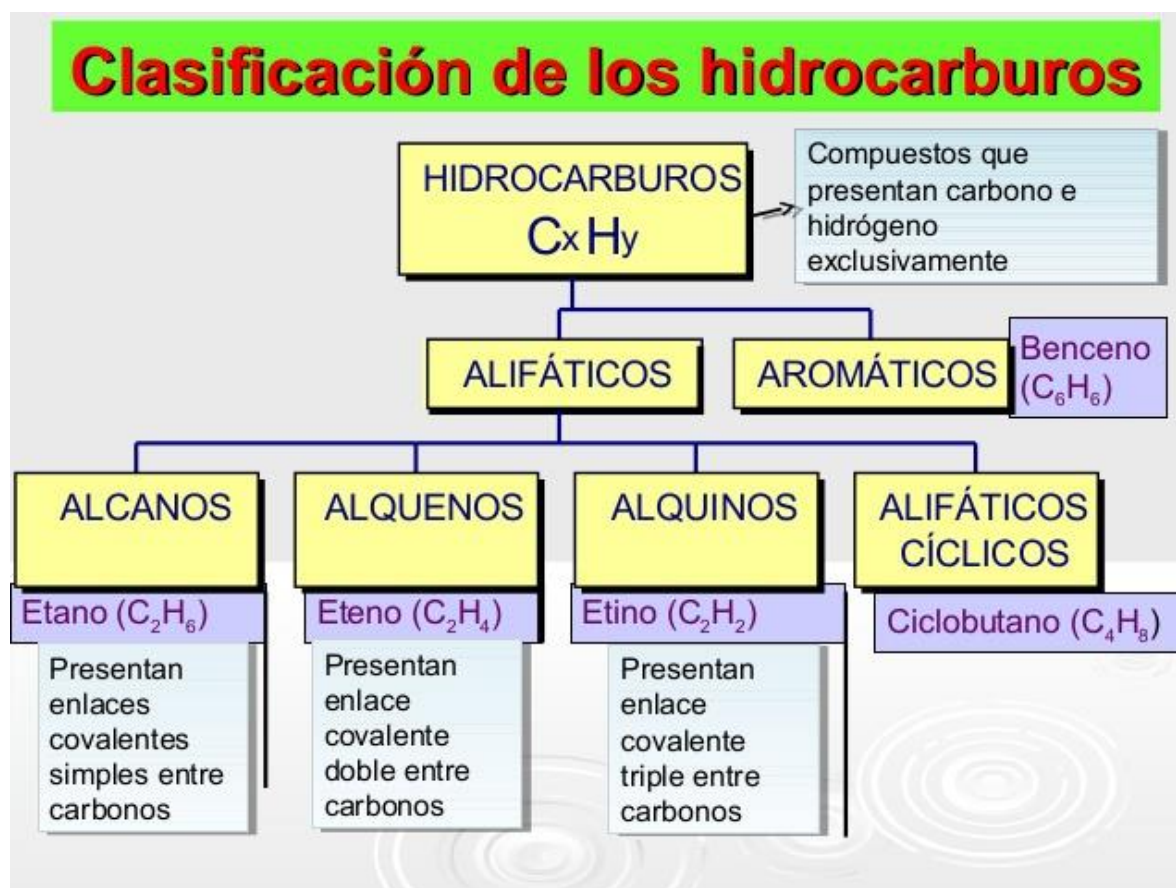 Clasificación de los hidrocarburos
HIDROCARBUROS
Cx Hy
Compuestos que
presentan carbono e
hidrógeno
exclusivamente
ALIFÁTICOS
AROMÁTICOS
Benceno
(C₆H₆)
ALCANOS
Etano (C₂H₆)
Presentan
enlaces
covalentes
simples entre
carbonos
ALQUENOS
Eteno (C₂H₄)
Presentan
enlace
covalente
doble entre
carbonos
ALQUINOS
Etino (C₂H₂)
Presentan
enlace
covalente
triple entre
carbonos
ALIFÁTICOS
CÍCLICOS
Ciclobutano (C₄H₈)